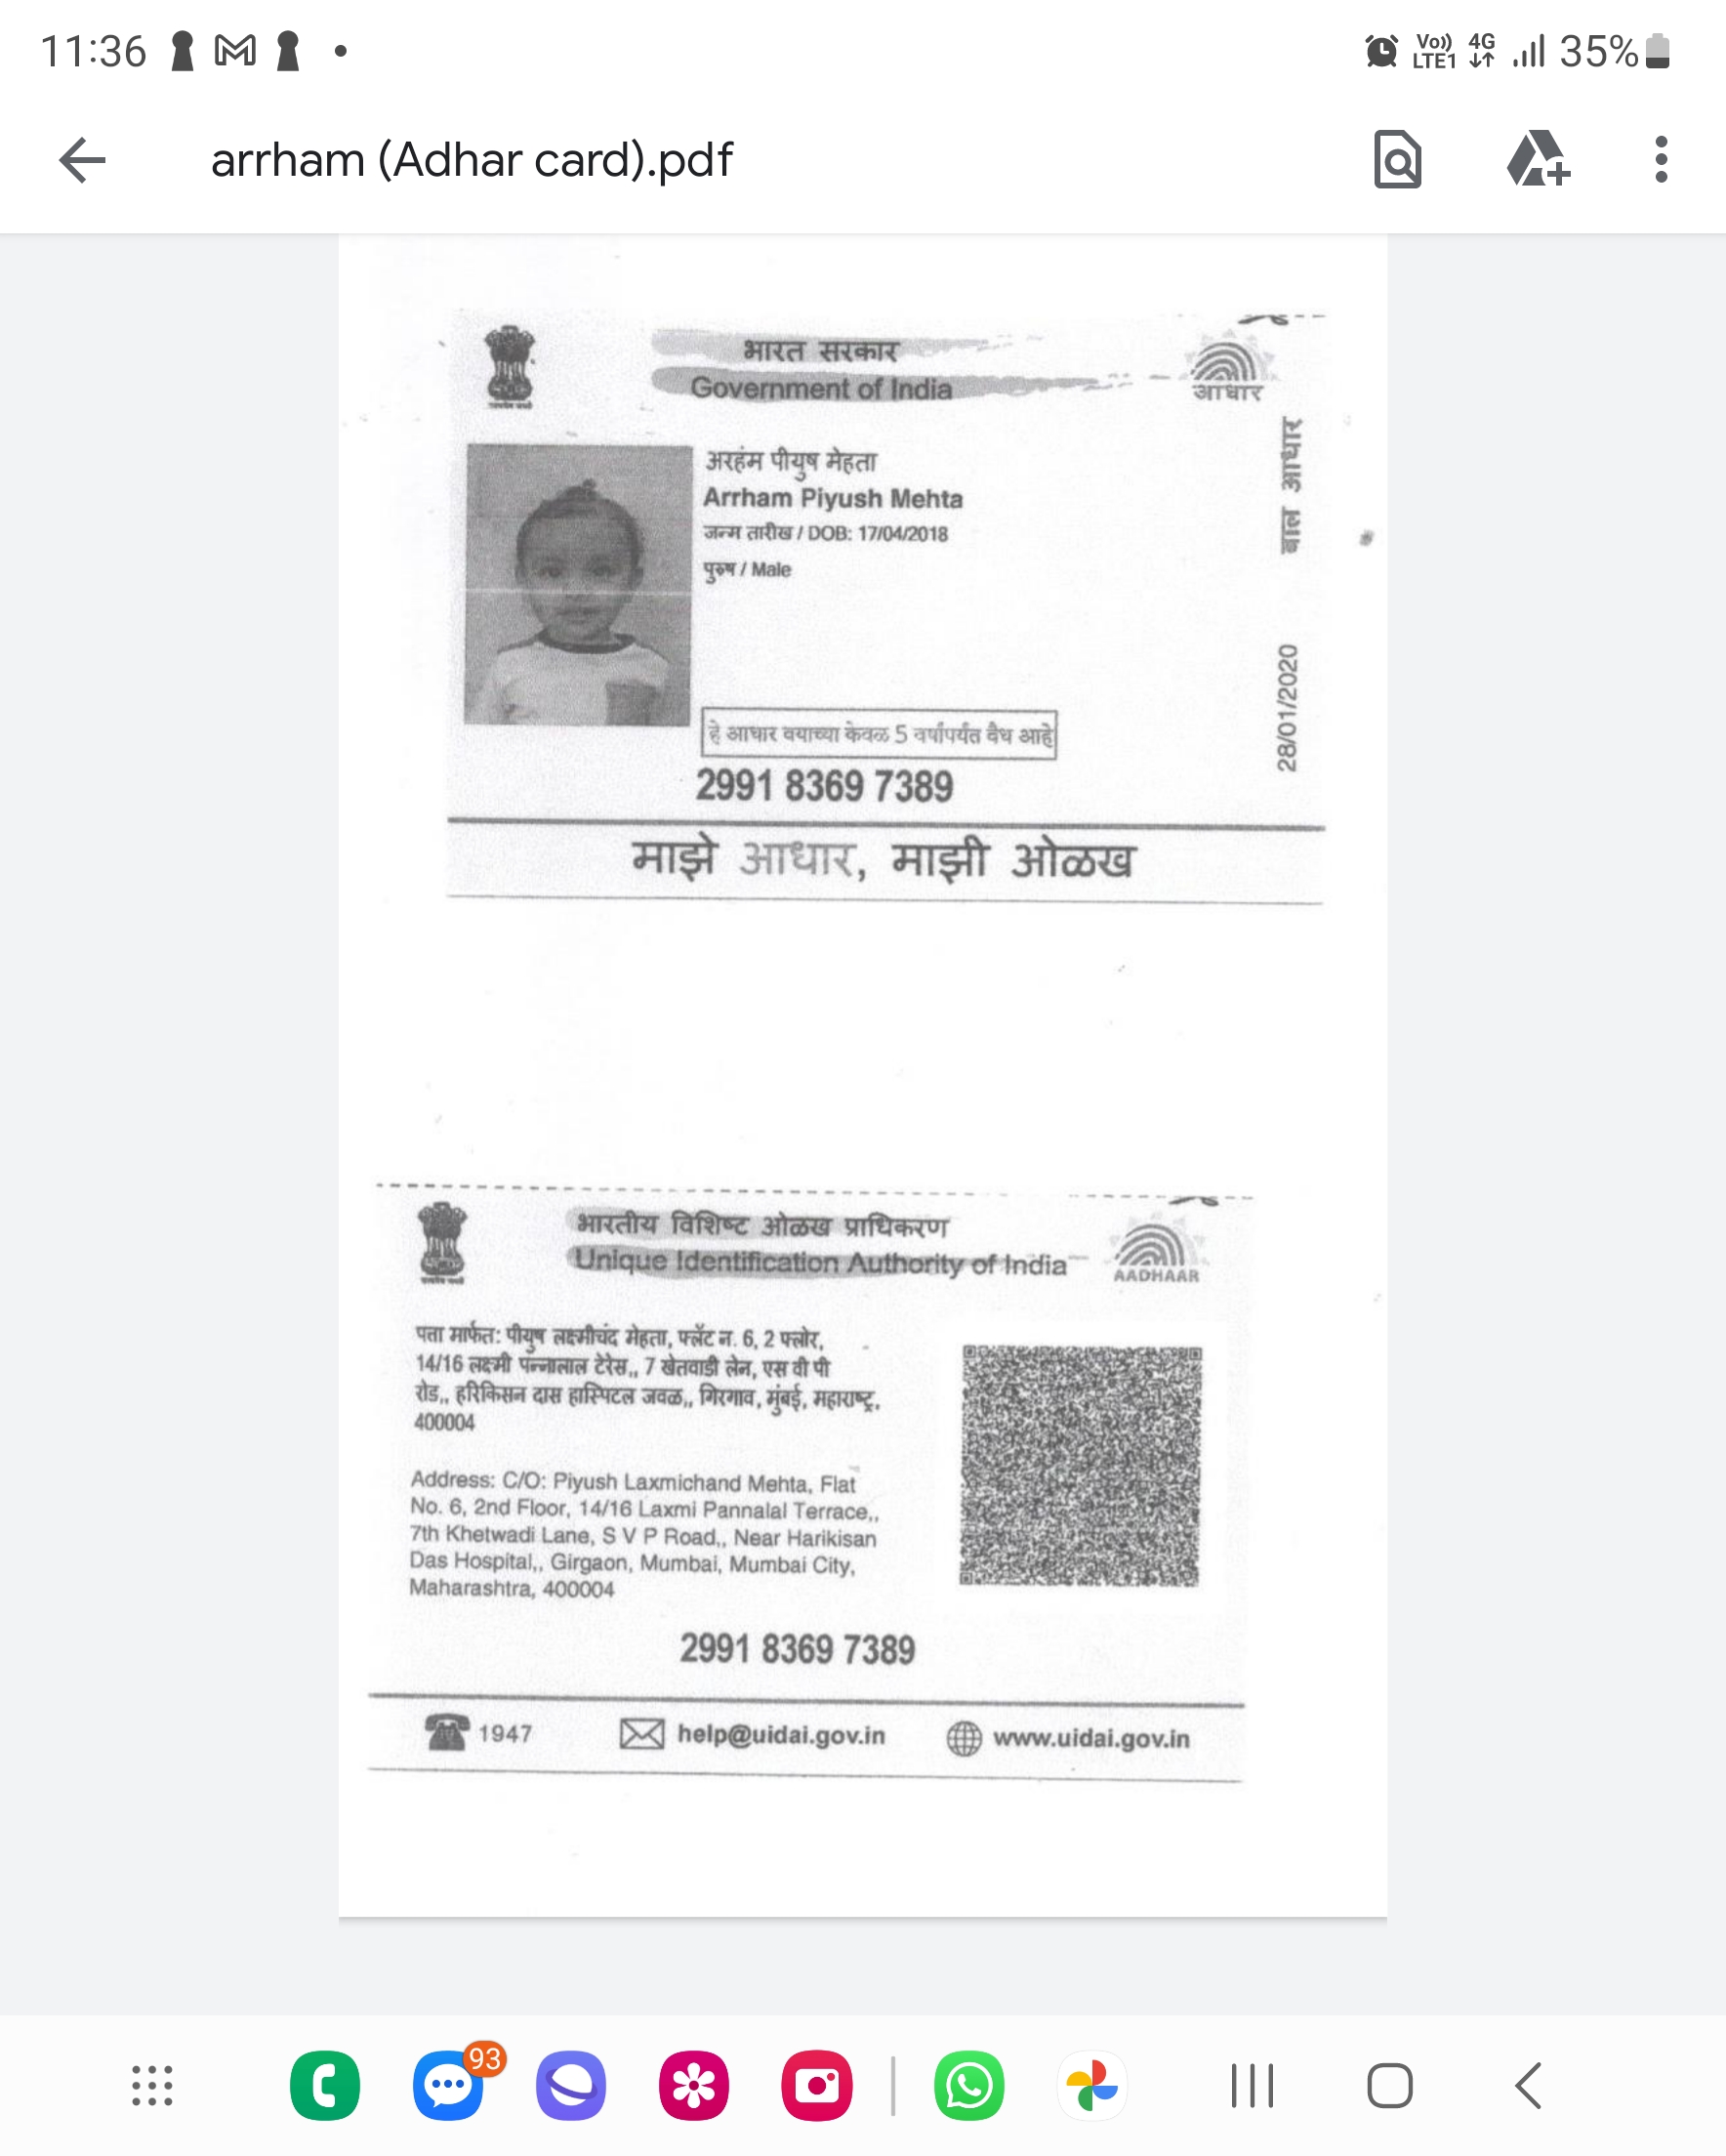 11:36
Vo)) LTE1 4G 35%
arrham (Adhar card).pdf
भारत सरकार
Government of India
आधार
अरहंम पीयुष मेहता
Arrham Piyush Mehta
जन्म तारीख / DOB: 17/04/2018
पुरुष / Male
बाल आधार
28/01/2020
हे आधार वयाच्या केवळ 5 वर्षांपर्यंत वैध आहे
2991 8369 7389
माझे आधार, माझी ओळख
भारतीय विशिष्ट ओळख प्राधिकरण
Unique Identification Authority of India
AADHAAR
पत्ता मार्फत: पीयुष लक्ष्मीचंद मेहता, फ्लॅट न. 6, 2 फ्लोर,
14/16 लक्ष्मी पन्नालाल टेरेस,, 7 खेतवाडी लेन, एस वी पी
रोड,, हरिकिसन दास हास्पिटल जवळ,, गिरगाव, मुंबई, महाराष्ट्र,
400004
Address: C/O: Piyush Laxmichand Mehta, Flat
No. 6, 2nd Floor, 14/16 Laxmi Pannalal Terrace,,
7th Khetwadi Lane, S V P Road,, Near Harikisan
Das Hospital,, Girgaon, Mumbai, Mumbai City,
Maharashtra, 400004
2991 8369 7389
1947 help@uidai.gov.in www.uidai.gov.in
93